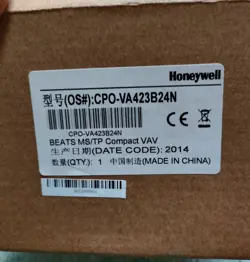 Honeywell
型号(OS#):CPO-VA423B24N
CPO-VA423B24N
BEATS MS/TP Compact VAV
生产日期(DATE CODE): 2014
数量(QTY.): 1 中国制造(MADE IN CHINA)